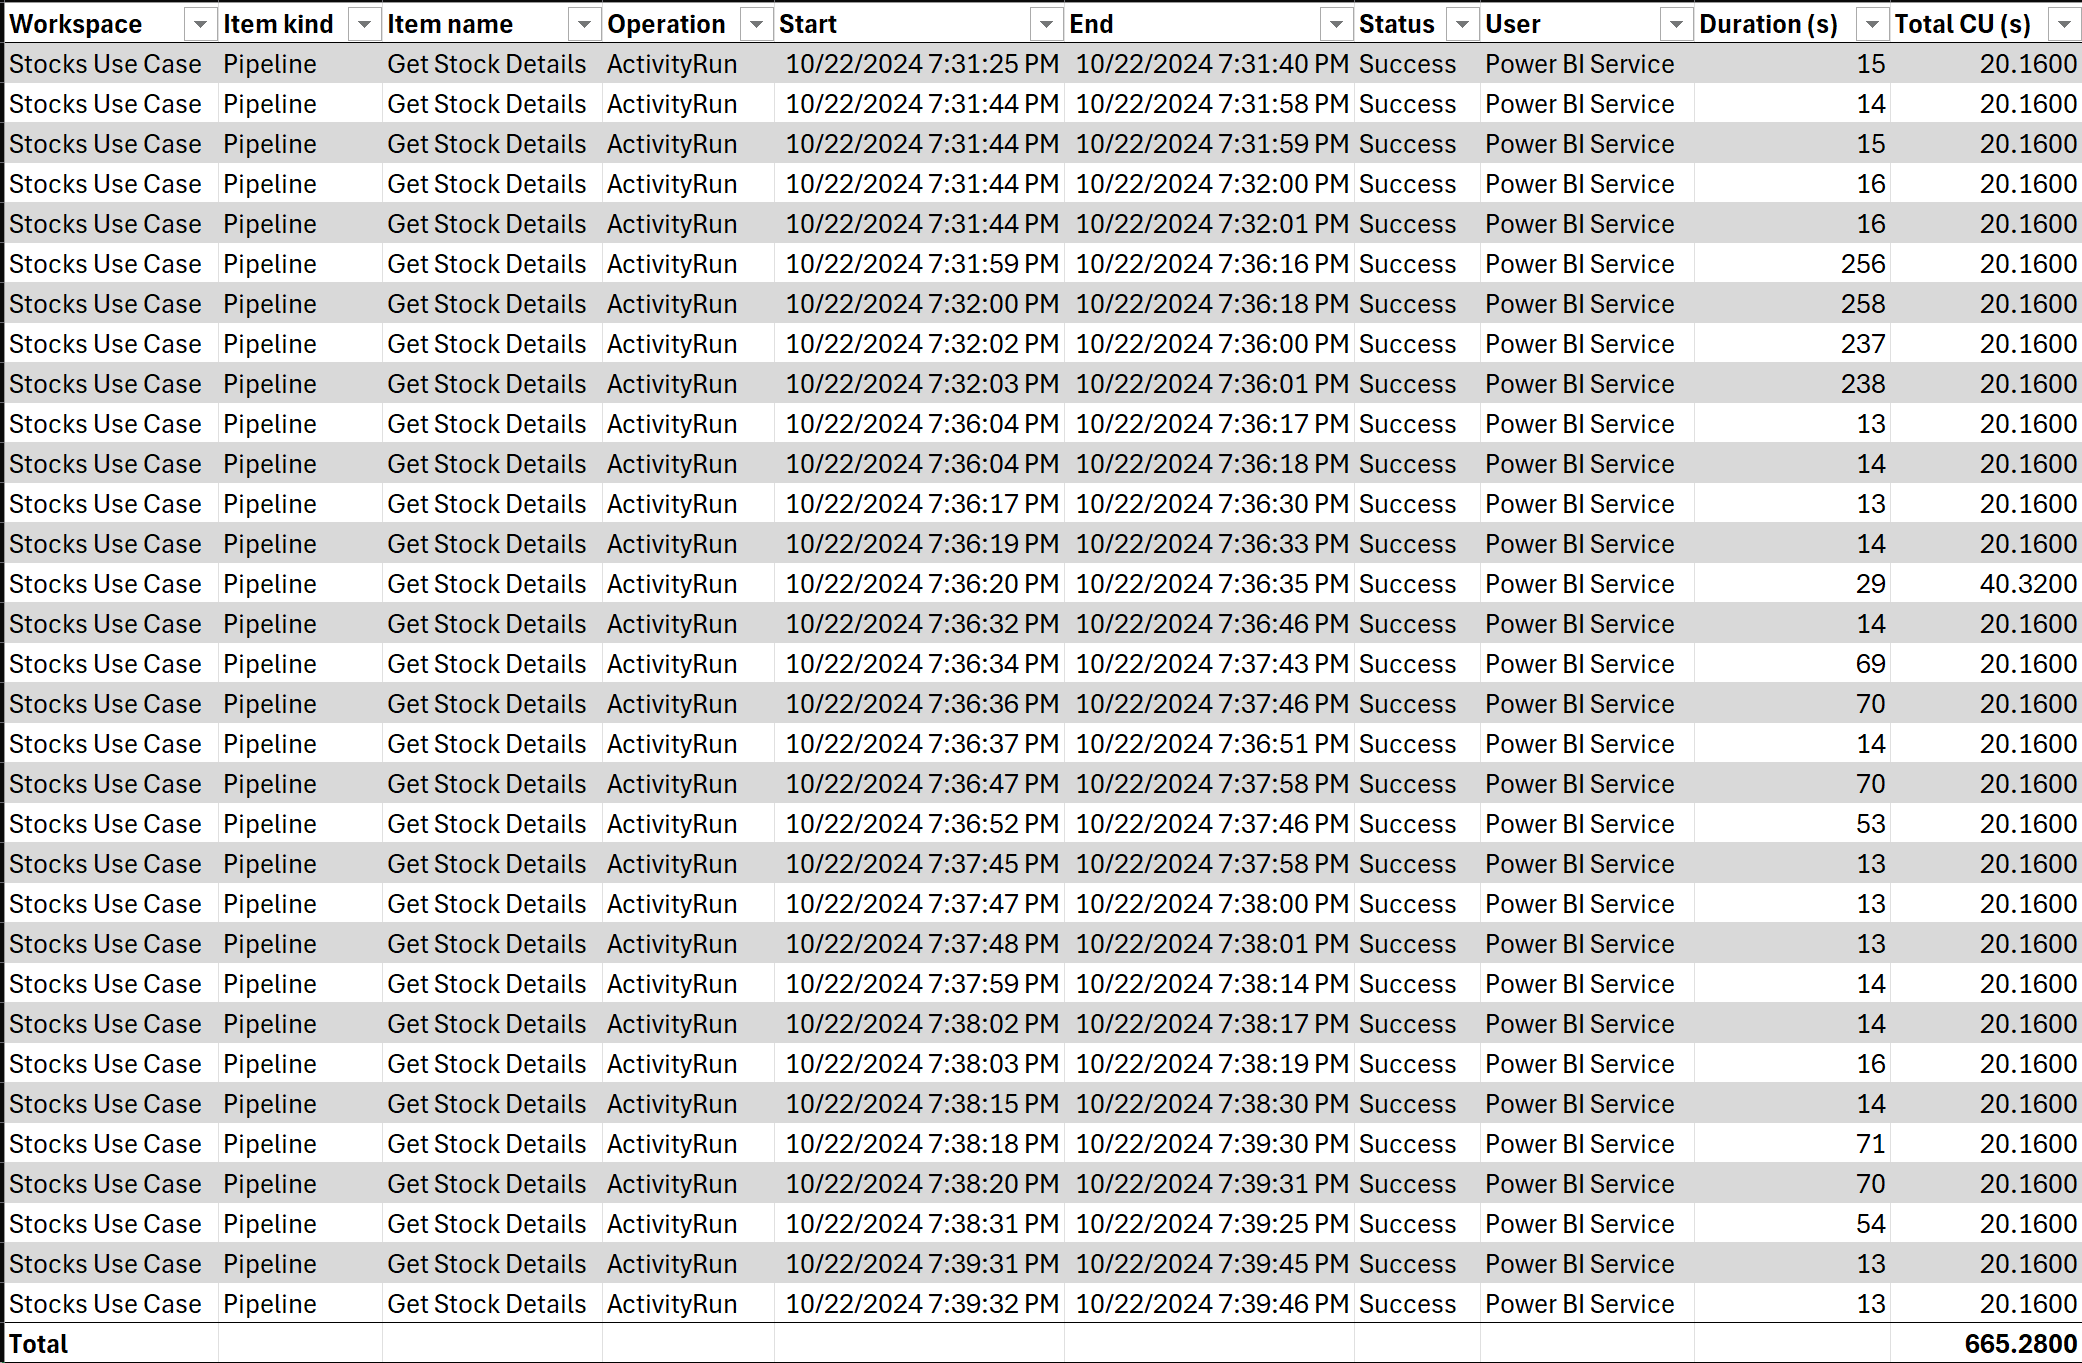 Workspace Item kind Item name Operation Start End Status User Duration (s) Total CU (s)
Stocks Use Case Pipeline Get Stock Details ActivityRun 10/22/2024 7:31:25 PM 10/22/2024 7:31:40 PM Success Power BI Service 15 20.1600
Stocks Use Case Pipeline Get Stock Details ActivityRun 10/22/2024 7:31:44 PM 10/22/2024 7:31:58 PM Success Power BI Service 14 20.1600
Stocks Use Case Pipeline Get Stock Details ActivityRun 10/22/2024 7:31:44 PM 10/22/2024 7:31:59 PM Success Power BI Service 15 20.1600
Stocks Use Case Pipeline Get Stock Details ActivityRun 10/22/2024 7:31:44 PM 10/22/2024 7:32:00 PM Success Power BI Service 16 20.1600
Stocks Use Case Pipeline Get Stock Details ActivityRun 10/22/2024 7:31:44 PM 10/22/2024 7:32:01 PM Success Power BI Service 16 20.1600
Stocks Use Case Pipeline Get Stock Details ActivityRun 10/22/2024 7:31:59 PM 10/22/2024 7:36:16 PM Success Power BI Service 256 20.1600
Stocks Use Case Pipeline Get Stock Details ActivityRun 10/22/2024 7:32:00 PM 10/22/2024 7:36:18 PM Success Power BI Service 258 20.1600
Stocks Use Case Pipeline Get Stock Details ActivityRun 10/22/2024 7:32:02 PM 10/22/2024 7:36:00 PM Success Power BI Service 237 20.1600
Stocks Use Case Pipeline Get Stock Details ActivityRun 10/22/2024 7:32:03 PM 10/22/2024 7:36:01 PM Success Power BI Service 238 20.1600
Stocks Use Case Pipeline Get Stock Details ActivityRun 10/22/2024 7:36:04 PM 10/22/2024 7:36:17 PM Success Power BI Service 13 20.1600
Stocks Use Case Pipeline Get Stock Details ActivityRun 10/22/2024 7:36:04 PM 10/22/2024 7:36:18 PM Success Power BI Service 14 20.1600
Stocks Use Case Pipeline Get Stock Details ActivityRun 10/22/2024 7:36:17 PM 10/22/2024 7:36:30 PM Success Power BI Service 13 20.1600
Stocks Use Case Pipeline Get Stock Details ActivityRun 10/22/2024 7:36:19 PM 10/22/2024 7:36:33 PM Success Power BI Service 14 20.1600
Stocks Use Case Pipeline Get Stock Details ActivityRun 10/22/2024 7:36:20 PM 10/22/2024 7:36:35 PM Success Power BI Service 29 40.3200
Stocks Use Case Pipeline Get Stock Details ActivityRun 10/22/2024 7:36:32 PM 10/22/2024 7:36:46 PM Success Power BI Service 14 20.1600
Stocks Use Case Pipeline Get Stock Details ActivityRun 10/22/2024 7:36:34 PM 10/22/2024 7:37:43 PM Success Power BI Service 69 20.1600
Stocks Use Case Pipeline Get Stock Details ActivityRun 10/22/2024 7:36:36 PM 10/22/2024 7:37:46 PM Success Power BI Service 70 20.1600
Stocks Use Case Pipeline Get Stock Details ActivityRun 10/22/2024 7:36:37 PM 10/22/2024 7:36:51 PM Success Power BI Service 14 20.1600
Stocks Use Case Pipeline Get Stock Details ActivityRun 10/22/2024 7:36:47 PM 10/22/2024 7:37:58 PM Success Power BI Service 70 20.1600
Stocks Use Case Pipeline Get Stock Details ActivityRun 10/22/2024 7:36:52 PM 10/22/2024 7:37:46 PM Success Power BI Service 53 20.1600
Stocks Use Case Pipeline Get Stock Details ActivityRun 10/22/2024 7:37:45 PM 10/22/2024 7:37:58 PM Success Power BI Service 13 20.1600
Stocks Use Case Pipeline Get Stock Details ActivityRun 10/22/2024 7:37:47 PM 10/22/2024 7:38:00 PM Success Power BI Service 13 20.1600
Stocks Use Case Pipeline Get Stock Details ActivityRun 10/22/2024 7:37:48 PM 10/22/2024 7:38:01 PM Success Power BI Service 13 20.1600
Stocks Use Case Pipeline Get Stock Details ActivityRun 10/22/2024 7:37:59 PM 10/22/2024 7:38:14 PM Success Power BI Service 14 20.1600
Stocks Use Case Pipeline Get Stock Details ActivityRun 10/22/2024 7:38:02 PM 10/22/2024 7:38:17 PM Success Power BI Service 14 20.1600
Stocks Use Case Pipeline Get Stock Details ActivityRun 10/22/2024 7:38:03 PM 10/22/2024 7:38:19 PM Success Power BI Service 16 20.1600
Stocks Use Case Pipeline Get Stock Details ActivityRun 10/22/2024 7:38:15 PM 10/22/2024 7:38:30 PM Success Power BI Service 14 20.1600
Stocks Use Case Pipeline Get Stock Details ActivityRun 10/22/2024 7:38:18 PM 10/22/2024 7:39:30 PM Success Power BI Service 71 20.1600
Stocks Use Case Pipeline Get Stock Details ActivityRun 10/22/2024 7:38:20 PM 10/22/2024 7:39:31 PM Success Power BI Service 70 20.1600
Stocks Use Case Pipeline Get Stock Details ActivityRun 10/22/2024 7:38:31 PM 10/22/2024 7:39:25 PM Success Power BI Service 54 20.1600
Stocks Use Case Pipeline Get Stock Details ActivityRun 10/22/2024 7:39:31 PM 10/22/2024 7:39:45 PM Success Power BI Service 13 20.1600
Stocks Use Case Pipeline Get Stock Details ActivityRun 10/22/2024 7:39:32 PM 10/22/2024 7:39:46 PM Success Power BI Service 13 20.1600
Total 665.2800